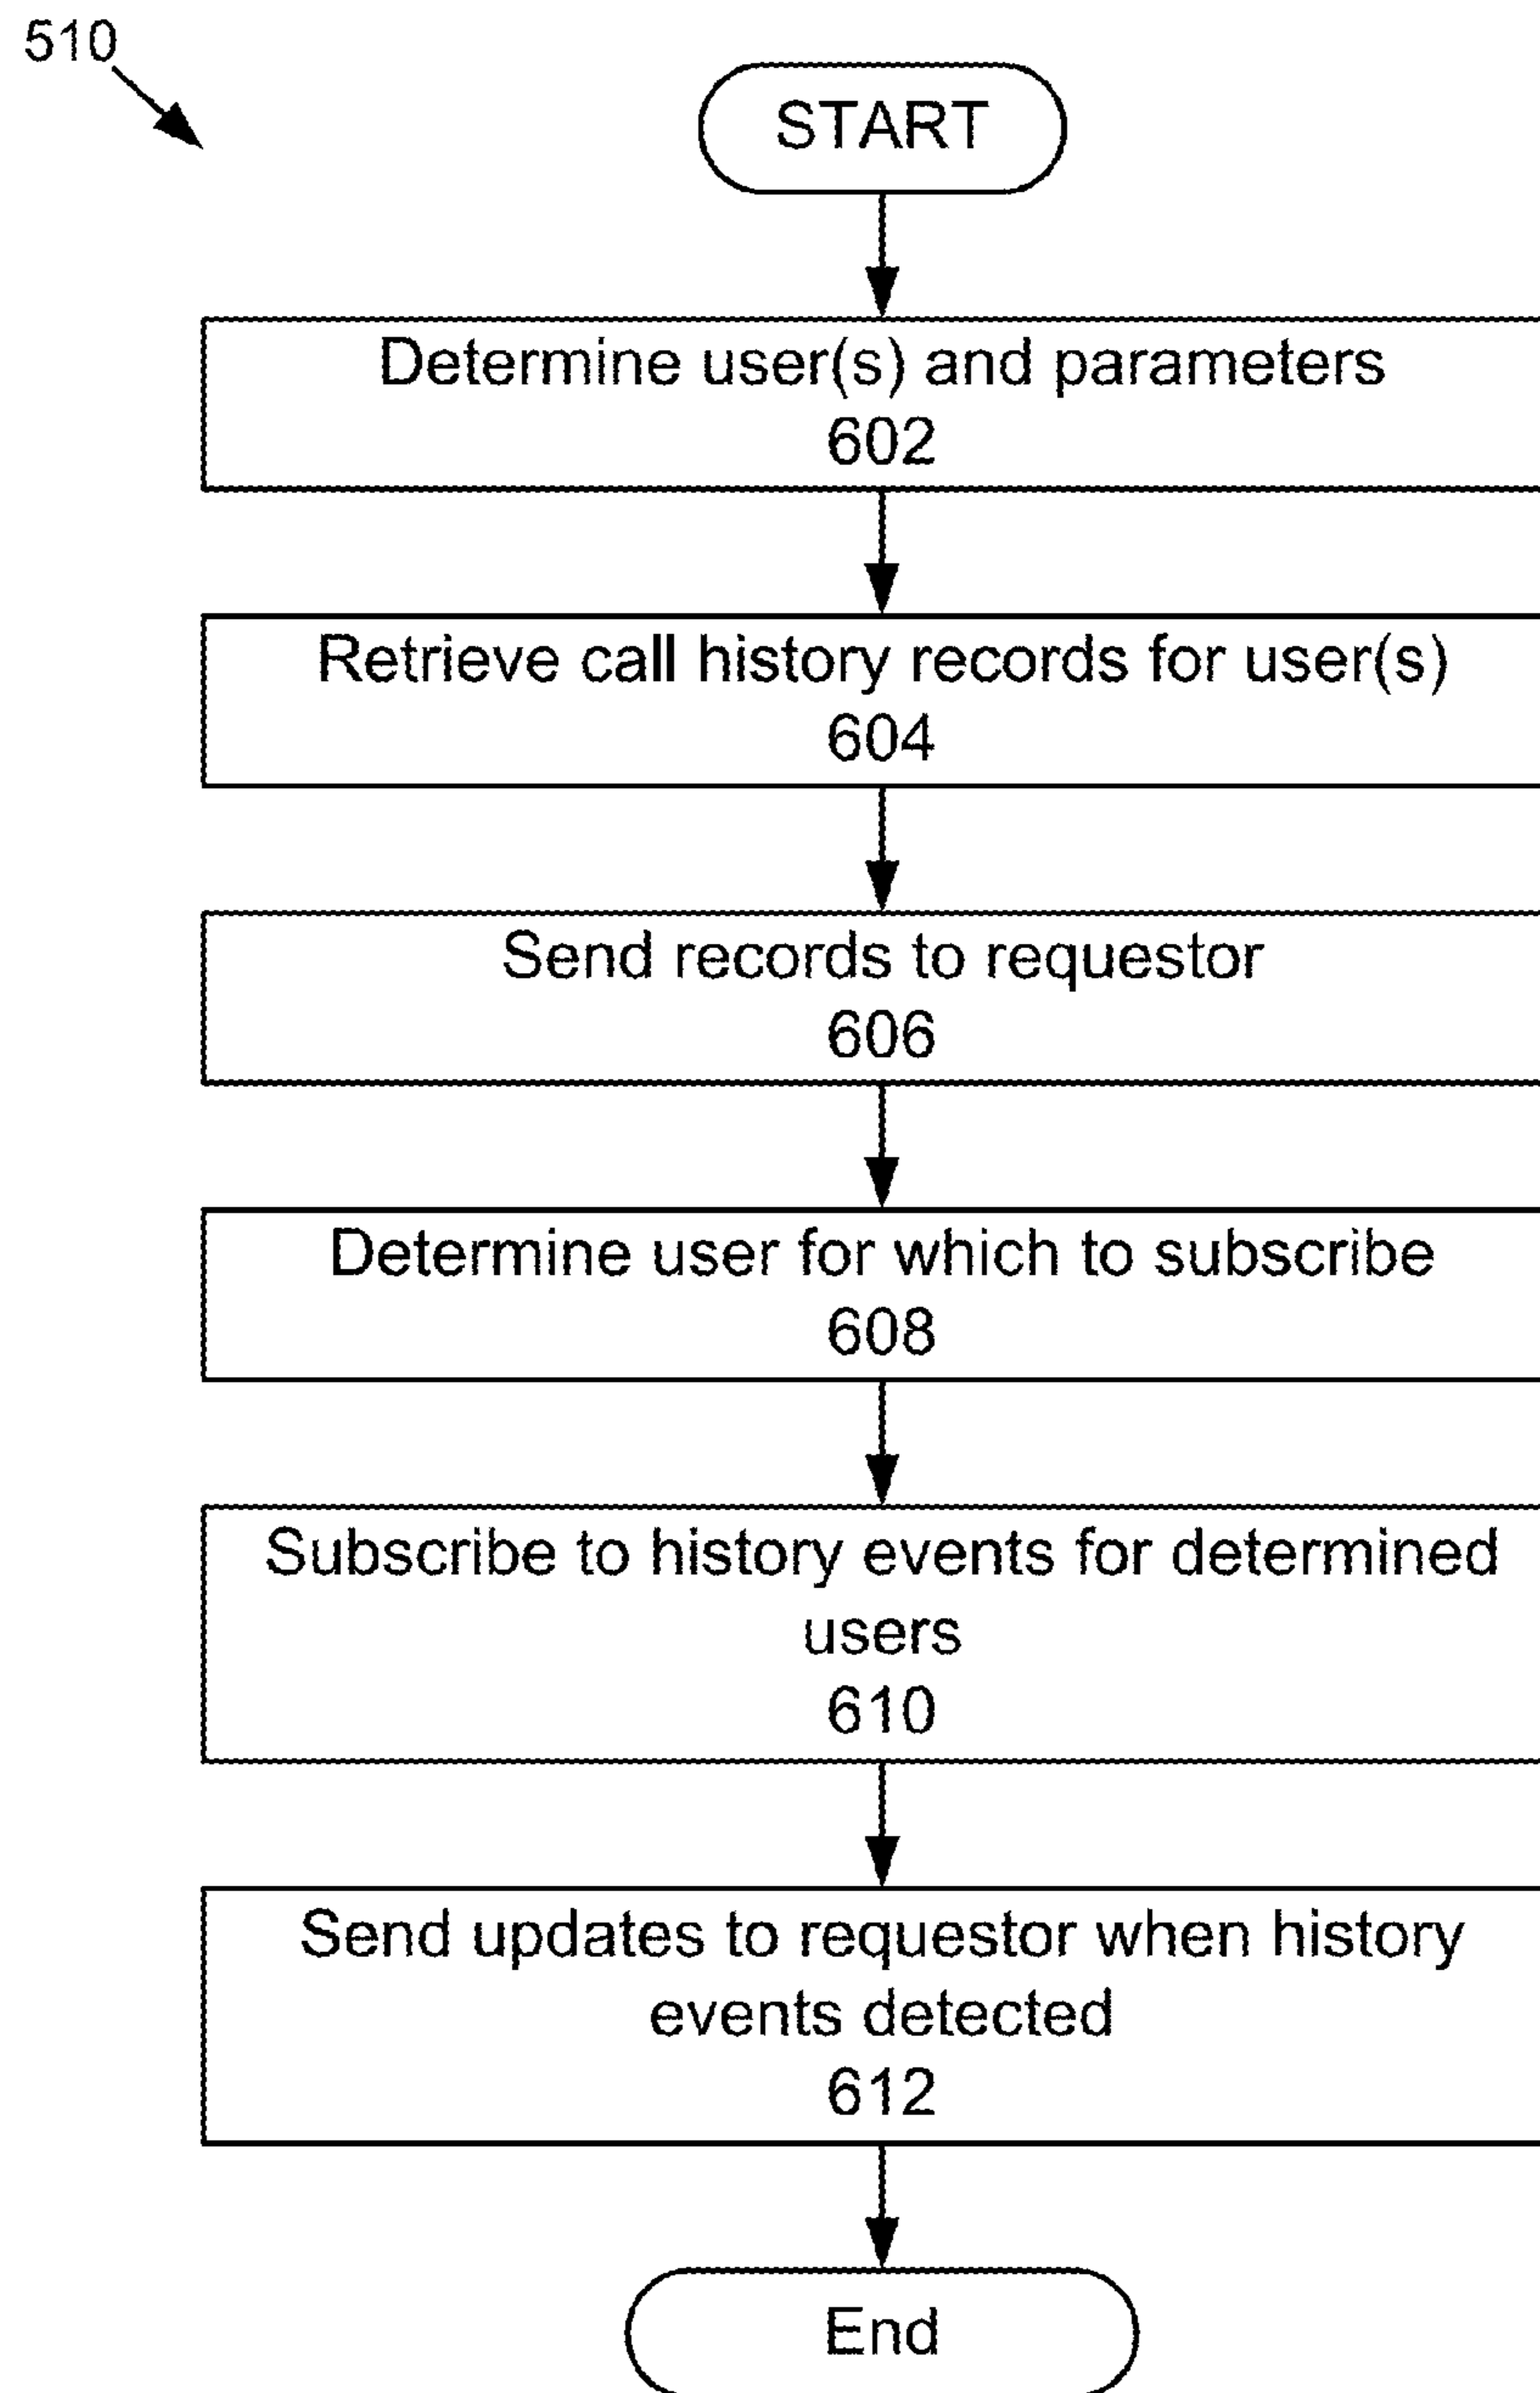 510
START
Determine user(s) and parameters
602
Retrieve call history records for user(s)
604
Send records to requestor
606
Determine user for which to subscribe
608
Subscribe to history events for determined
users
610
Send updates to requestor when history
events detected
612
End